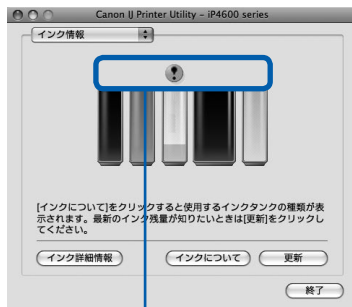 Canon IJ Printer Utility – iP4600 series
インク情報
[インクについて]をクリックすると使用するインクタンクの種類が表
示されます。最新のインク残量が知りたいときは[更新]をクリックし
てください。
インク詳細情報 インクについて 更新
終了